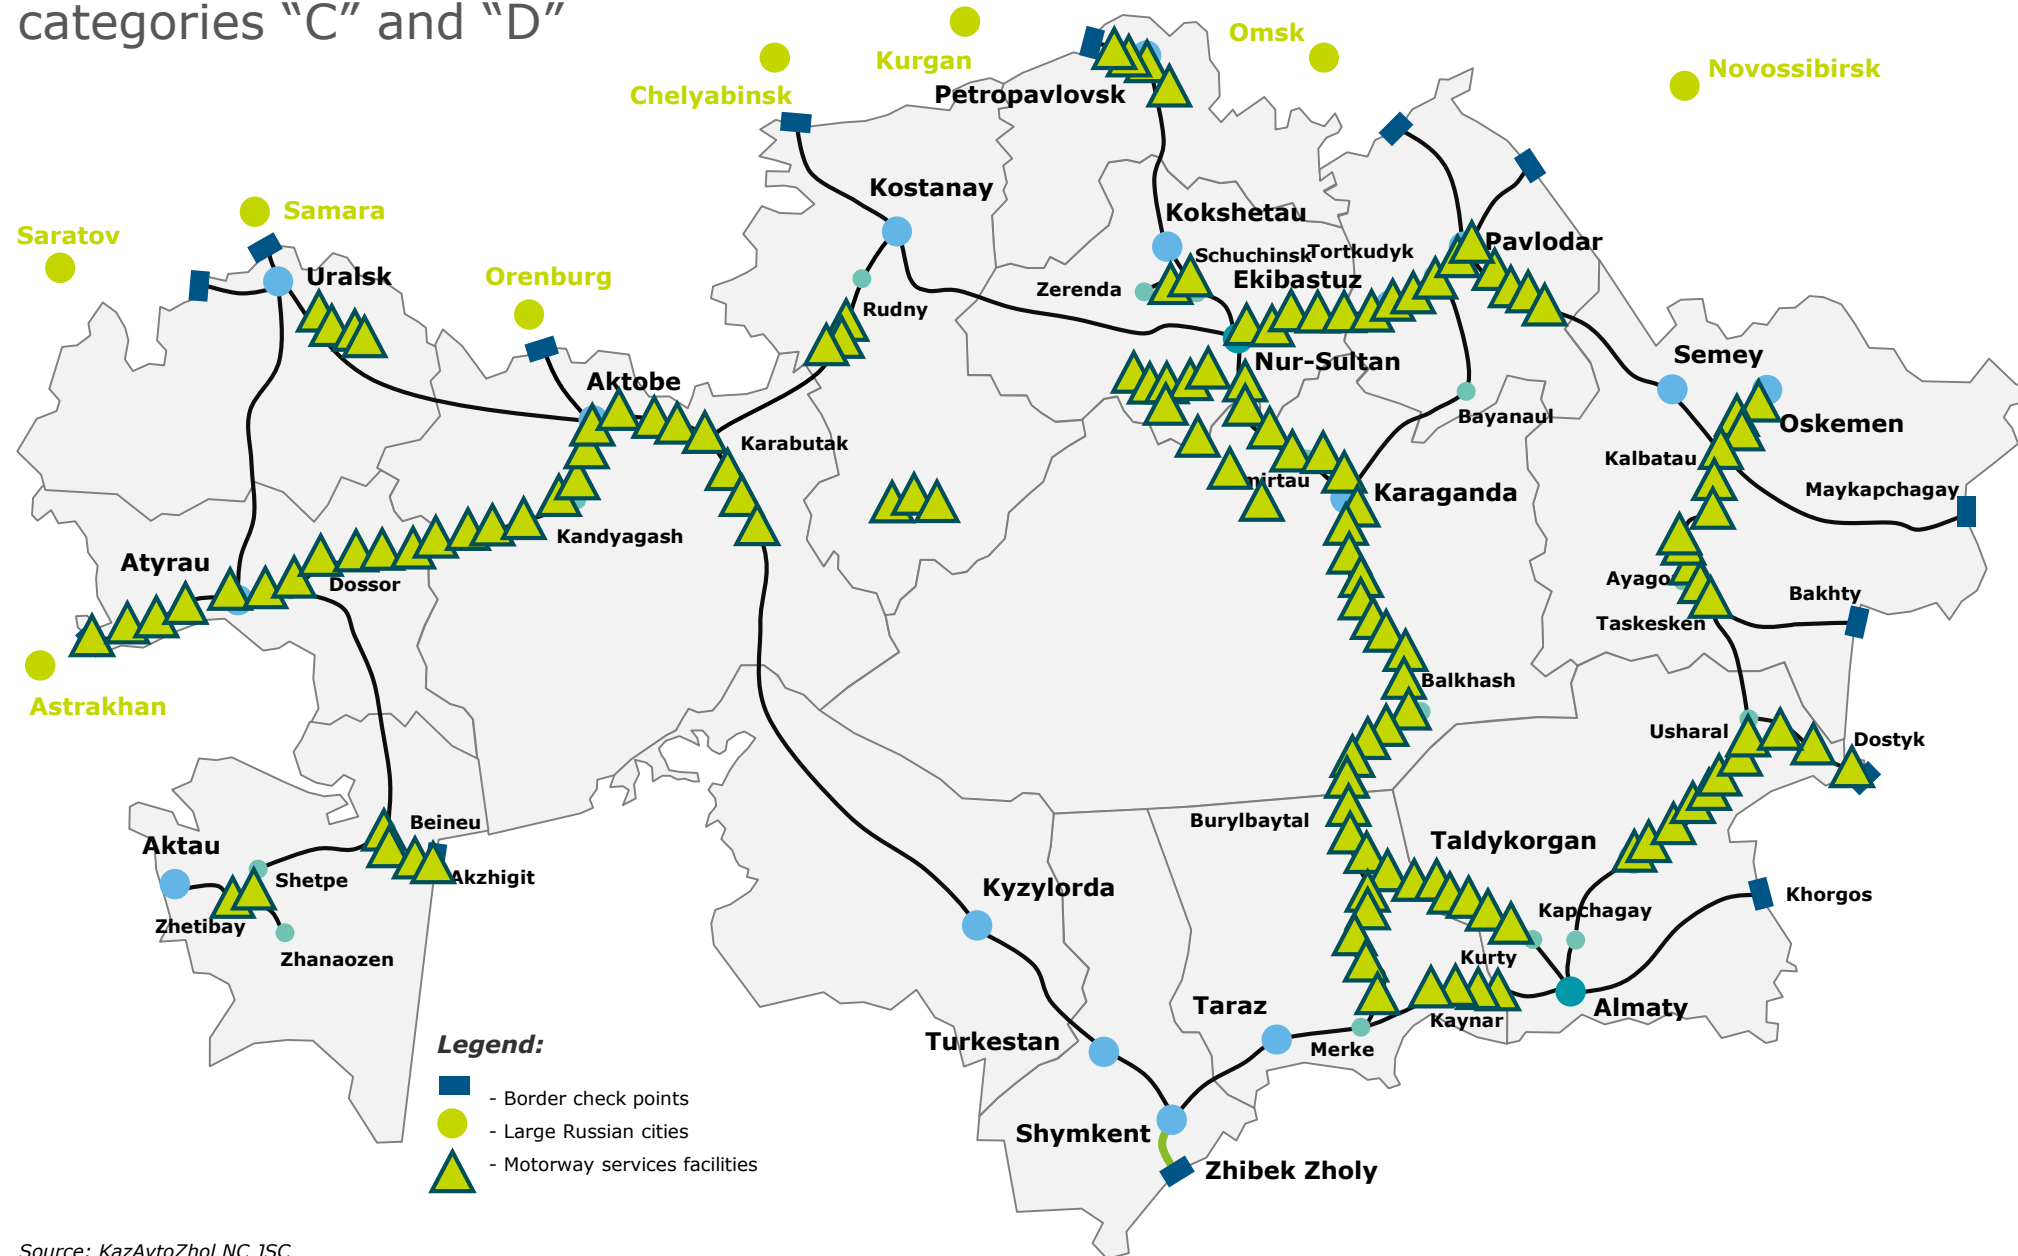 categories “C” and “D”
Omsk
Kurgan
Novossibirsk
Chelyabinsk
Petropavlovsk
Kostanay
Samara
Kokshetau
Saratov
Pavlodar
Schuchinsk
Tortkudyk
Uralsk
Orenburg
Ekibastuz
Zerenda
Rudny
Semey
Nur-Sultan
Aktobe
Bayanaul
Oskemen
Karabutak
Kalbatau
mirtau
Maykapchagay
Karaganda
Kandyagash
Atyrau
Ayago
Dossor
Bakhty
Taskesken
Balkhash
Astrakhan
Usharal
Dostyk
Burylbaytal
Beineu
Taldykorgan
Aktau
Akzhigit
Shetpe
Kyzylorda
Khorgos
Kapchagay
Zhetibay
Kurty
Zhanaozen
Taraz
Almaty
Kaynar
Turkestan
Merke
Legend:
- Border check points
- Large Russian cities
Shymkent
- Motorway services facilities
Zhibek Zholy
Source: KazAvtoZhol NC JSC